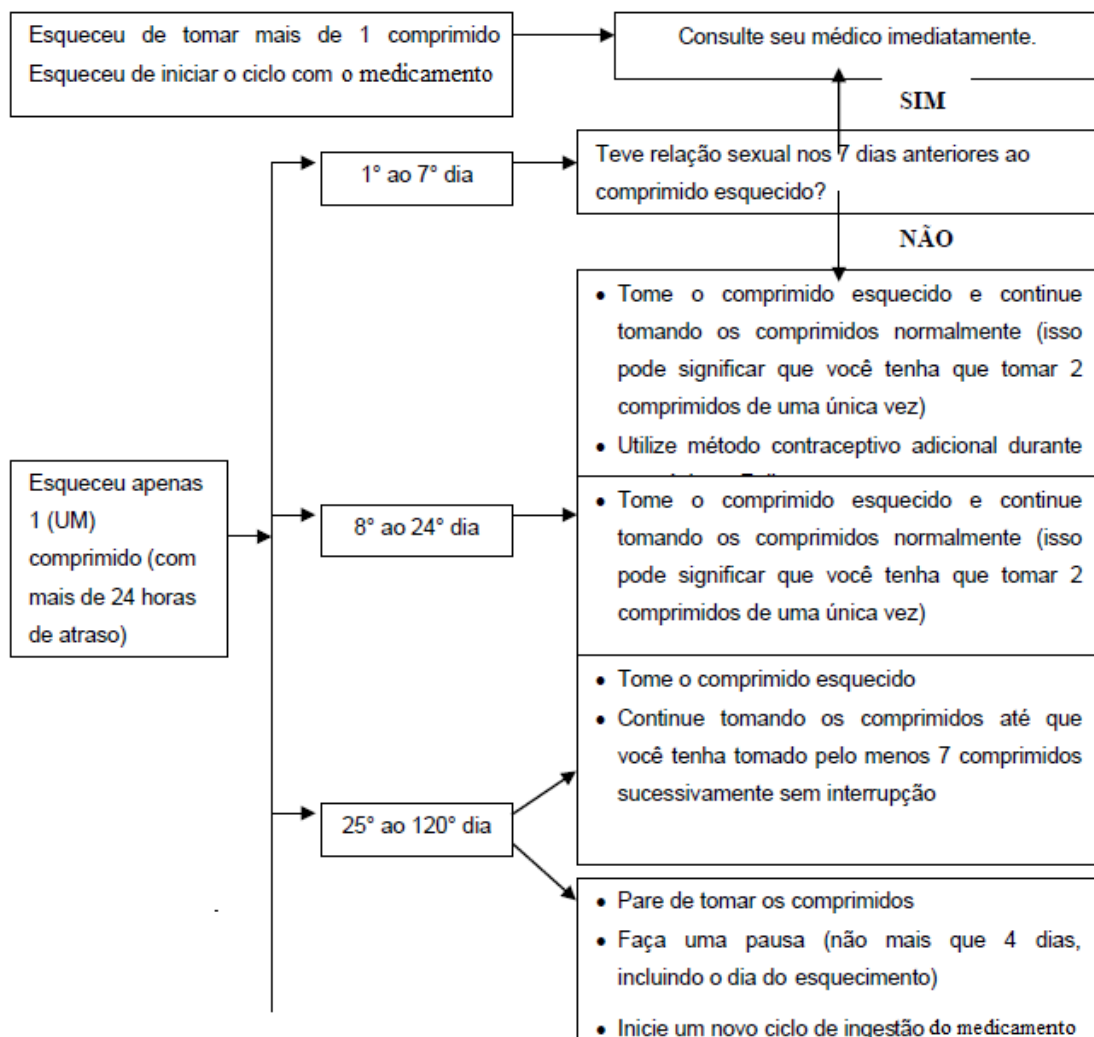 Esqueceu de tomar mais de 1 comprimido
Esqueceu de iniciar o ciclo com o medicamento
Consulte seu médico imediatamente.
SIM
1° ao 7° dia
Teve relação sexual nos 7 dias anteriores ao
comprimido esquecido?
NÃO
• Tome o comprimido esquecido e continue
tomando os comprimidos normalmente (isso
pode significar que você tenha que tomar 2
comprimidos de uma única vez)
• Utilize método contraceptivo adicional durante
Esqueceu apenas
1 (UM)
comprimido (com
mais de 24 horas
de atraso)
8° ao 24° dia
• Tome o comprimido esquecido e continue
tomando os comprimidos normalmente (isso
pode significar que você tenha que tomar 2
comprimidos de uma única vez)
25° ao 120° dia
• Tome o comprimido esquecido
• Continue tomando os comprimidos até que
você tenha tomado pelo menos 7 comprimidos
sucessivamente sem interrupção
• Pare de tomar os comprimidos
• Faça uma pausa (não mais que 4 dias,
incluindo o dia do esquecimento)
• Inicie um novo ciclo de ingestão do medicamento